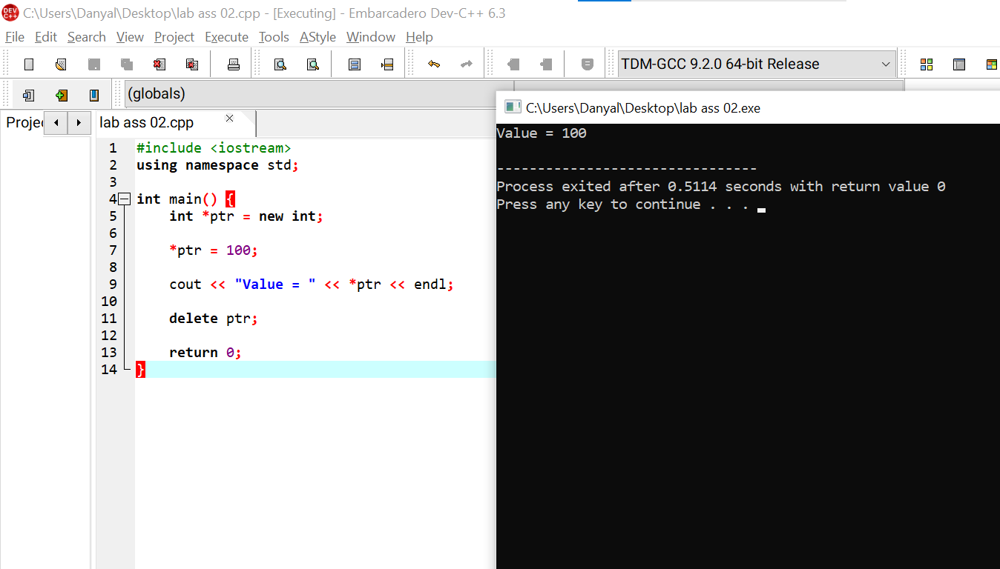 DEV C++
C:\Users\Danyal\Desktop\lab ass 02.cpp - [Executing] - Embarcadero Dev-C++ 6.3
File Edit Search View Project Execute Tools AStyle Window Help
TDM-GCC 9.2.0 64-bit Release
(globals)
lab ass 02.cpp
1 #include <iostream>
2 using namespace std;
3
4 int main() {
5     int *ptr = new int;
6
7     *ptr = 100;
8
9     cout << "Value = " << *ptr << endl;
10
11     delete ptr;
12
13     return 0;
14 }
C:\Users\Danyal\Desktop\lab ass 02.exe
Value = 100
--------------------------------
Process exited after 0.5114 seconds with return value 0
Press any key to continue . . .